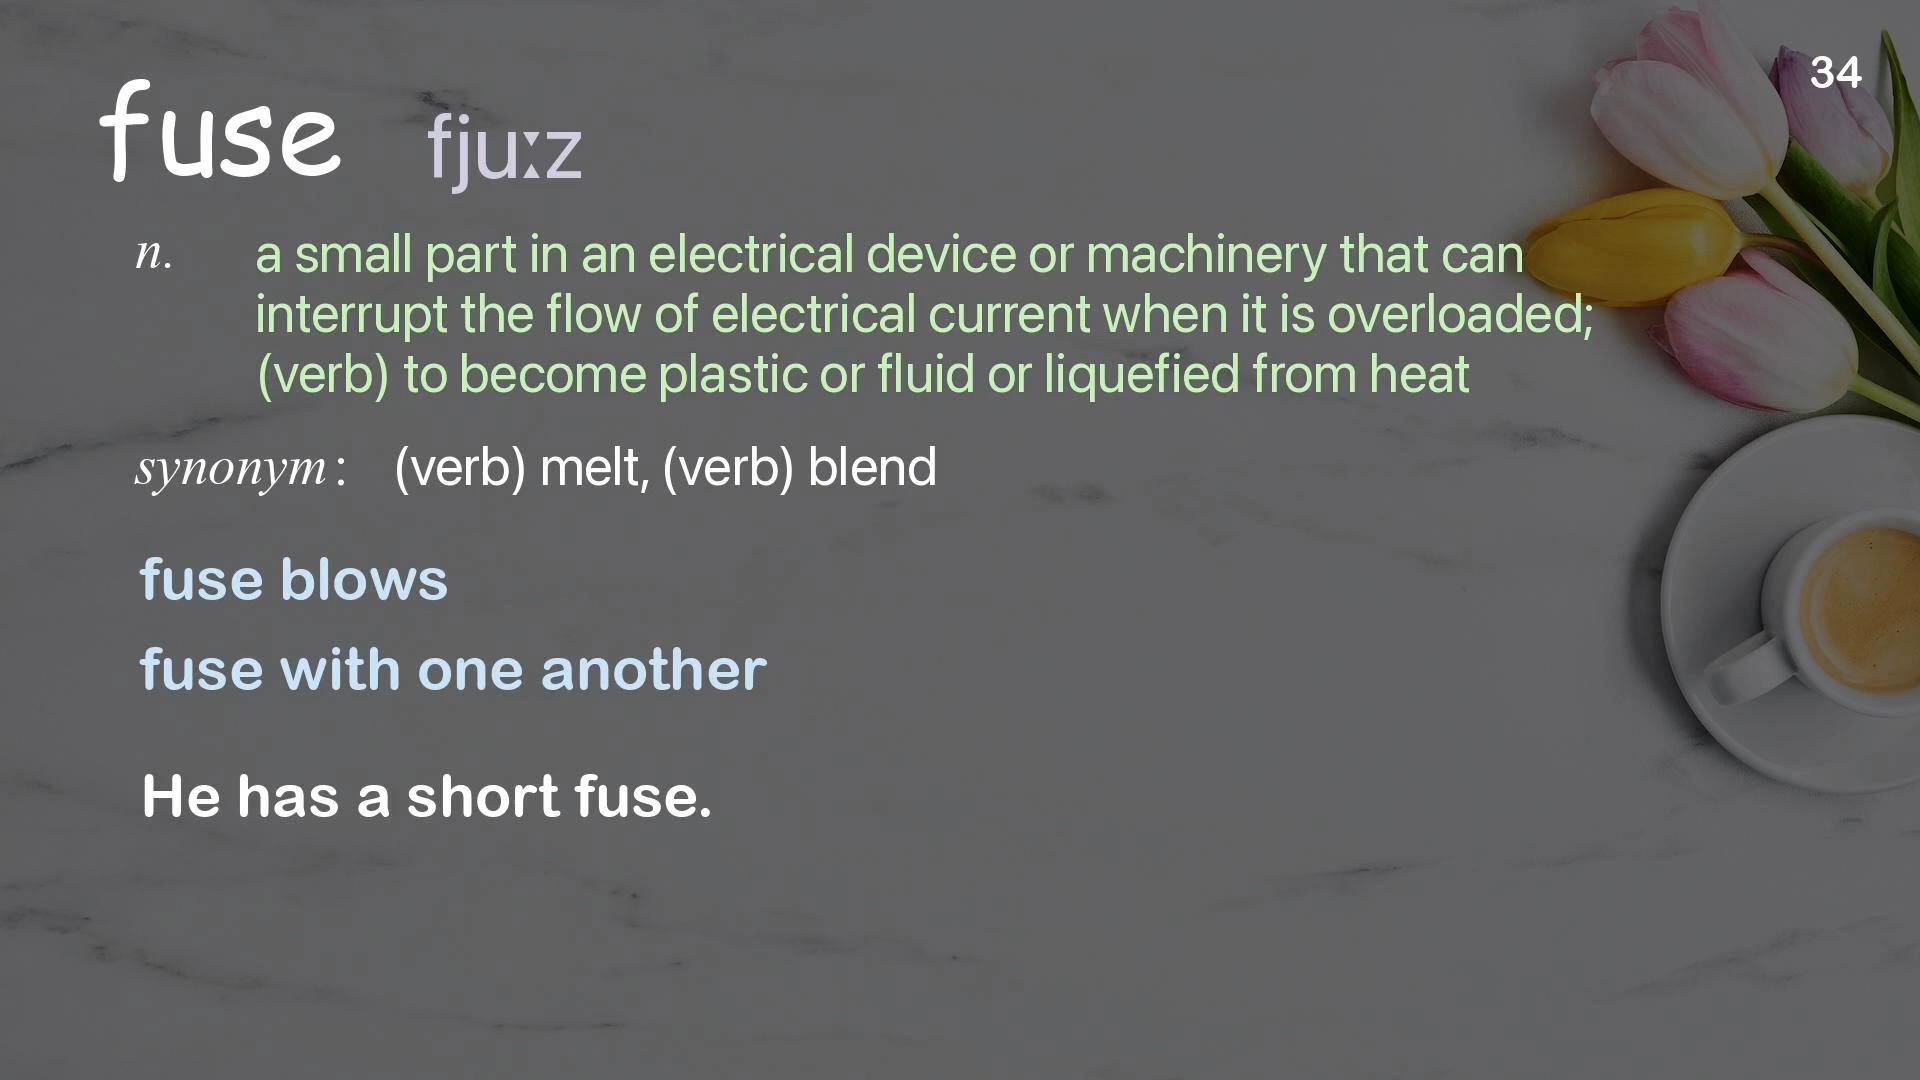 34
fuse fjuːz
n. a small part in an electrical device or machinery that can
interrupt the flow of electrical current when it is overloaded;
(verb) to become plastic or fluid or liquefied from heat
synonym: (verb) melt, (verb) blend
fuse blows
fuse with one another
He has a short fuse.